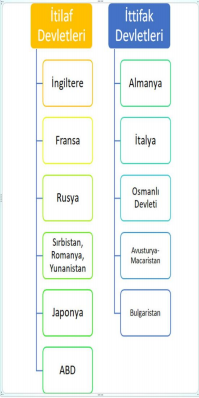 İtilaf
Devletleri
İngiltere
Fransa
Rusya
Sırbistan,
Romanya,
Yunanistan
Japonya
ABD
İttifak
Devletleri
Almanya
İtalya
Osmanlı
Devleti
Avusturya-
Macaristan
Bulgaristan